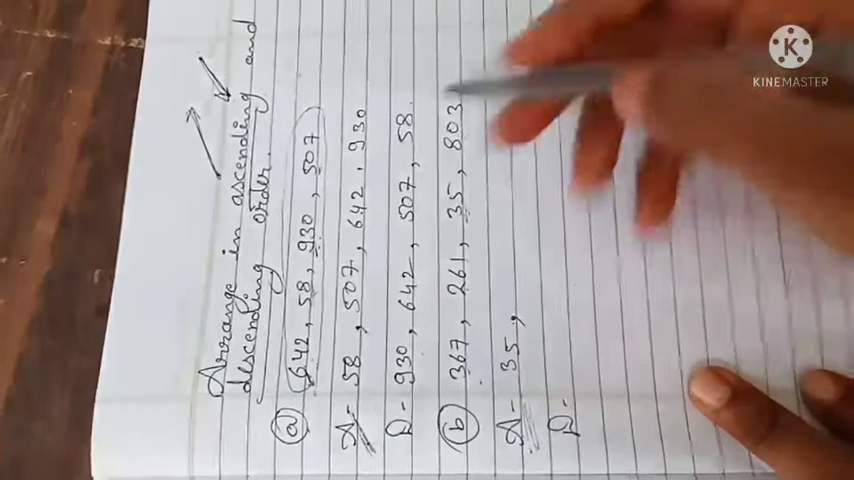 Arrange in ascending and
descending order.
(a) 642, 58, 930, 507
A- 58, 507, 642, 930
D- 930, 642, 507, 58.
(b) 367, 261, 35, 803
A- 35,
D-
K
KINEMASTER